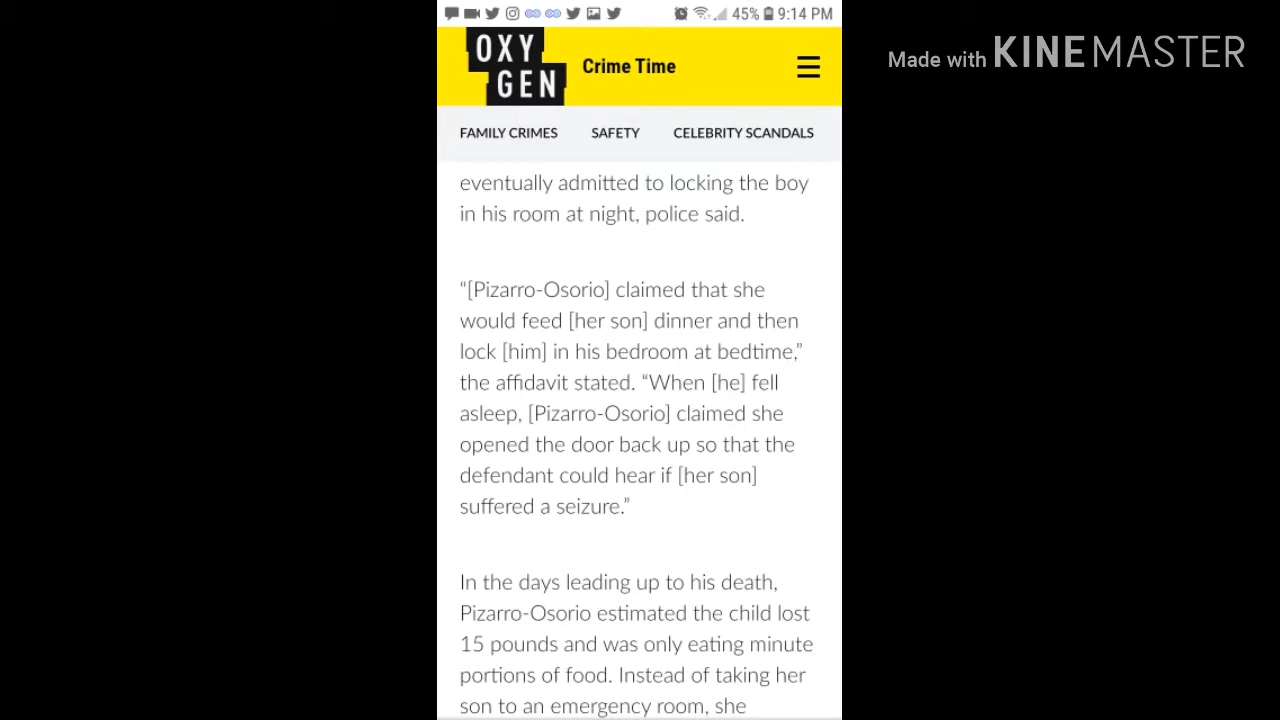 45% 9:14 PM
Made with KINEMASTER
OXY
GEN
Crime Time
FAMILY CRIMES SAFETY CELEBRITY SCANDALS
eventually admitted to locking the boy
in his room at night, police said.
“[Pizarro-Osorio] claimed that she
would feed [her son] dinner and then
lock [him] in his bedroom at bedtime,”
the affidavit stated. “When [he] fell
asleep, [Pizarro-Osorio] claimed she
opened the door back up so that the
defendant could hear if [her son]
suffered a seizure.”
In the days leading up to his death,
Pizarro-Osorio estimated the child lost
15 pounds and was only eating minute
portions of food. Instead of taking her
son to an emergency room, she